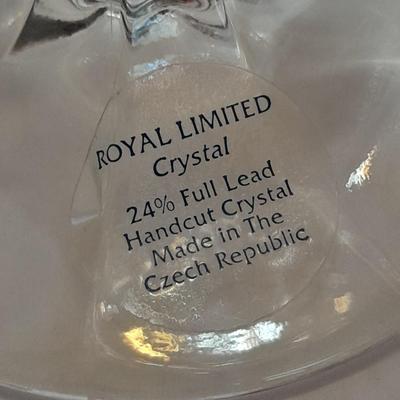 ROYAL LIMITED
Crystal
24% Full Lead
Handcut Crystal
Made in The
Czech Republic